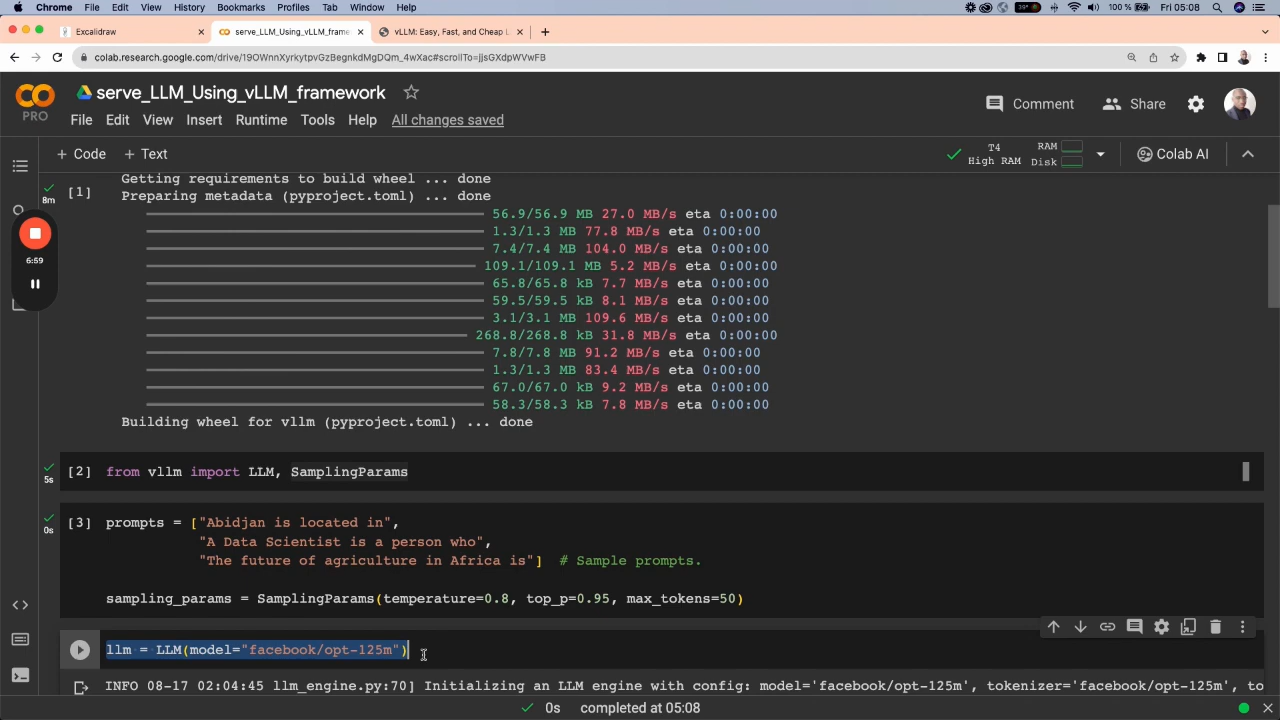 Chrome File Edit View History Bookmarks Profiles Tab Window Help 100 % Fri 05:08
Excalidraw serve_LLM_Using_vLLM_frame vLLM: Easy, Fast, and Cheap L
colab.research.google.com/drive/19OWnnXyrkytpvGzBegnkdMgDQm_4wXac#scrollTo=jjsGXdpWVwFB
serve_LLM_Using_vLLM_framework
PRO
File Edit View Insert Runtime Tools Help All changes saved
Comment Share
+ Code + Text
T4 High RAM RAM Disk Colab AI
[1] Getting requirements to build wheel ... done
8m Preparing metadata (pyproject.toml) ... done
56.9/56.9 MB 27.0 MB/s eta 0:00:00
1.3/1.3 MB 77.8 MB/s eta 0:00:00
7.4/7.4 MB 104.0 MB/s eta 0:00:00
109.1/109.1 MB 5.2 MB/s eta 0:00:00
65.8/65.8 kB 7.7 MB/s eta 0:00:00
59.5/59.5 kB 8.1 MB/s eta 0:00:00
3.1/3.1 MB 109.6 MB/s eta 0:00:00
268.8/268.8 kB 31.8 MB/s eta 0:00:00
7.8/7.8 MB 91.2 MB/s eta 0:00:00
1.3/1.3 MB 83.4 MB/s eta 0:00:00
67.0/67.0 kB 9.2 MB/s eta 0:00:00
58.3/58.3 kB 7.8 MB/s eta 0:00:00
Building wheel for vllm (pyproject.toml) ... done
6:59
[2] from vllm import LLM, SamplingParams
5s
[3] prompts = ["Abidjan is located in",
0s
"A Data Scientist is a person who",
"The future of agriculture in Africa is"] # Sample prompts.
sampling_params = SamplingParams(temperature=0.8, top_p=0.95, max_tokens=50)
llm = LLM(model="facebook/opt-125m")
INFO 08-17 02:04:45 llm_engine.py:70] Initializing an LLM engine with config: model='facebook/opt-125m', tokenizer='facebook/opt-125m', to
0s completed at 05:08